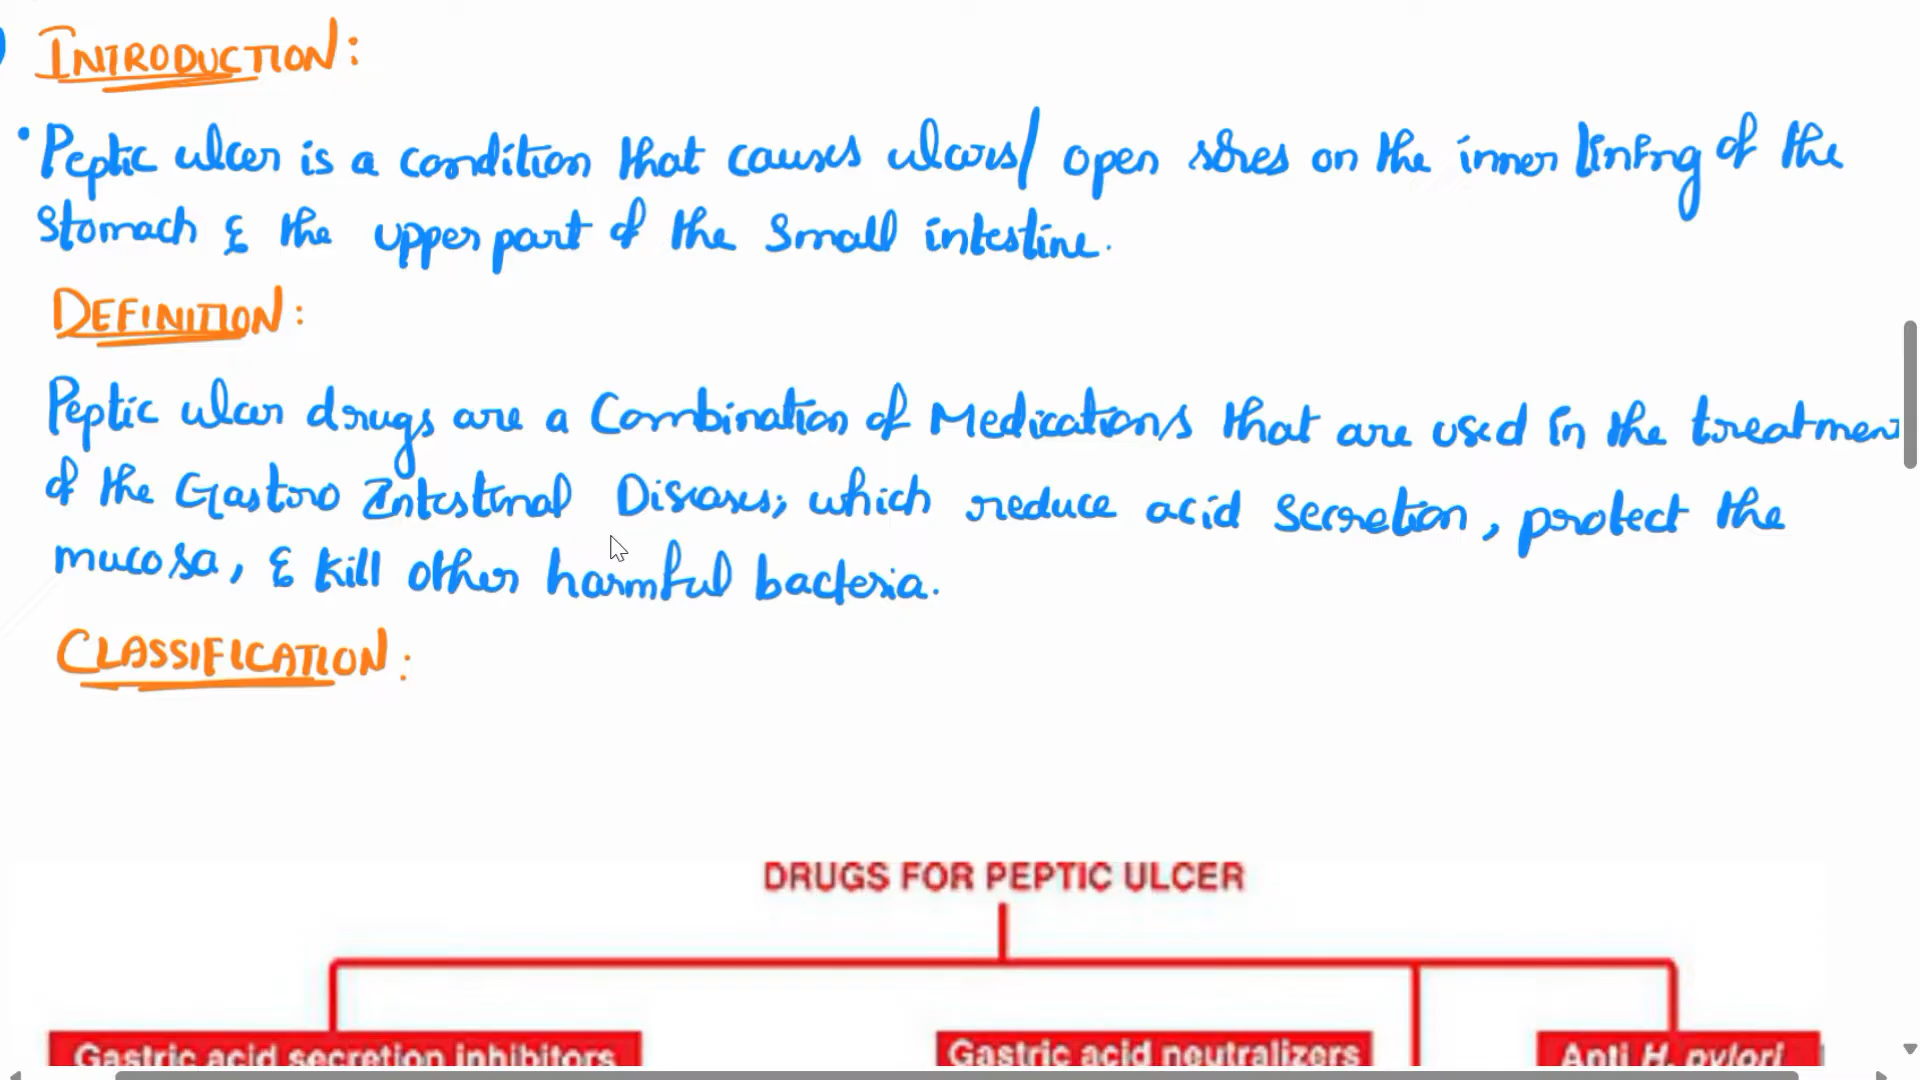 INTRODUCTION:
• Peptic ulcer is a condition that causes ulcers/ open sores on the inner lining of the
Stomach & the upper part of the small intestine.
DEFINITION:
Peptic ulcer drugs are a Combination of Medications that are used in the treatmen
of the Gastro Intestinal Diseases, which reduce acid secretion, protect the
mucosa, & kill other harmful bacteria.
CLASSIFICATION:
DRUGS FOR PEPTIC ULCER
Gastric acid secretion inhibitors Gastric acid neutralizers Anti H. pylori